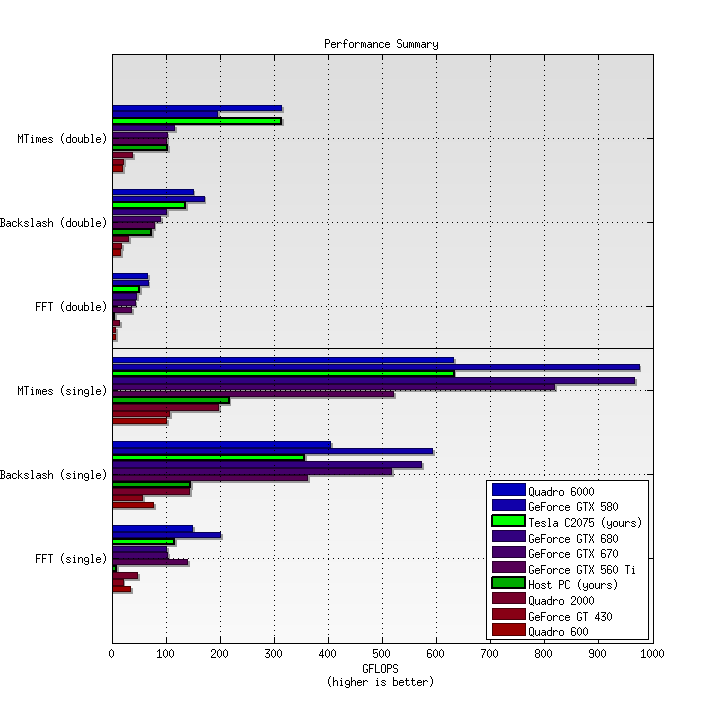 Performance Summary
MTimes (double)
Backslash (double)
FFT (double)
MTimes (single)
Backslash (single)
FFT (single)
Quadro 6000
GeForce GTX 580
Tesla C2075 (yours)
GeForce GTX 680
GeForce GTX 670
GeForce GTX 560 Ti
Host PC (yours)
Quadro 2000
GeForce GT 430
Quadro 600
0 100 200 300 400 500 600 700 800 900 1000
GFLOPS
(higher is better)